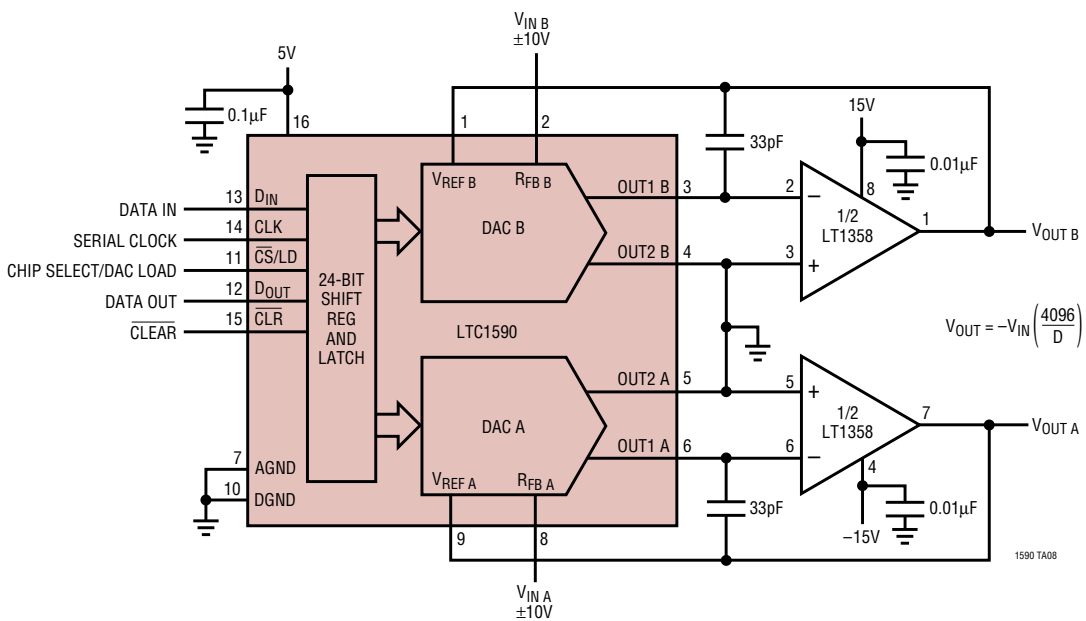 V_IN B
±10V
5V
0.1µF
16
1
2
33pF
15V
0.01µF
8
V_REF B
R_FB B
DAC B
OUT1 B
3
OUT2 B
4
2
–
3
+
1/2
LT1358
1
V_OUT B
DATA IN
13
D_IN
SERIAL CLOCK
14
CLK
CHIP SELECT/DAC LOAD
11
C̅S̅/LD
DATA OUT
12
D_OUT
C̅L̅E̅A̅R̅
15
C̅L̅R̅
24-BIT
SHIFT
REG
AND
LATCH
LTC1590
V_OUT = –V_IN (4096/D)
DAC A
OUT2 A
5
OUT1 A
6
5
+
6
–
1/2
LT1358
7
V_OUT A
4
7
AGND
10
DGND
V_REF A
R_FB A
9
8
33pF
0.01µF
–15V
V_IN A
±10V
1590 TA08